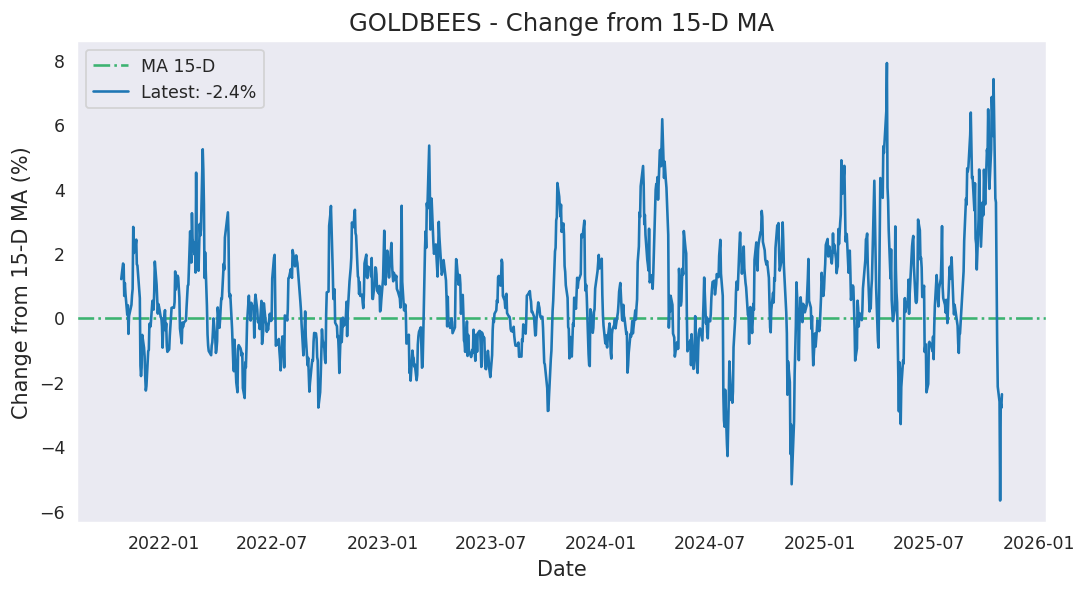 GOLDBEES - Change from 15-D MA
MA 15-D
Latest: -2.4%
Change from 15-D MA (%)
8
6
4
2
0
−2
−4
−6
2022-01 2022-07 2023-01 2023-07 2024-01 2024-07 2025-01 2025-07 2026-01
Date